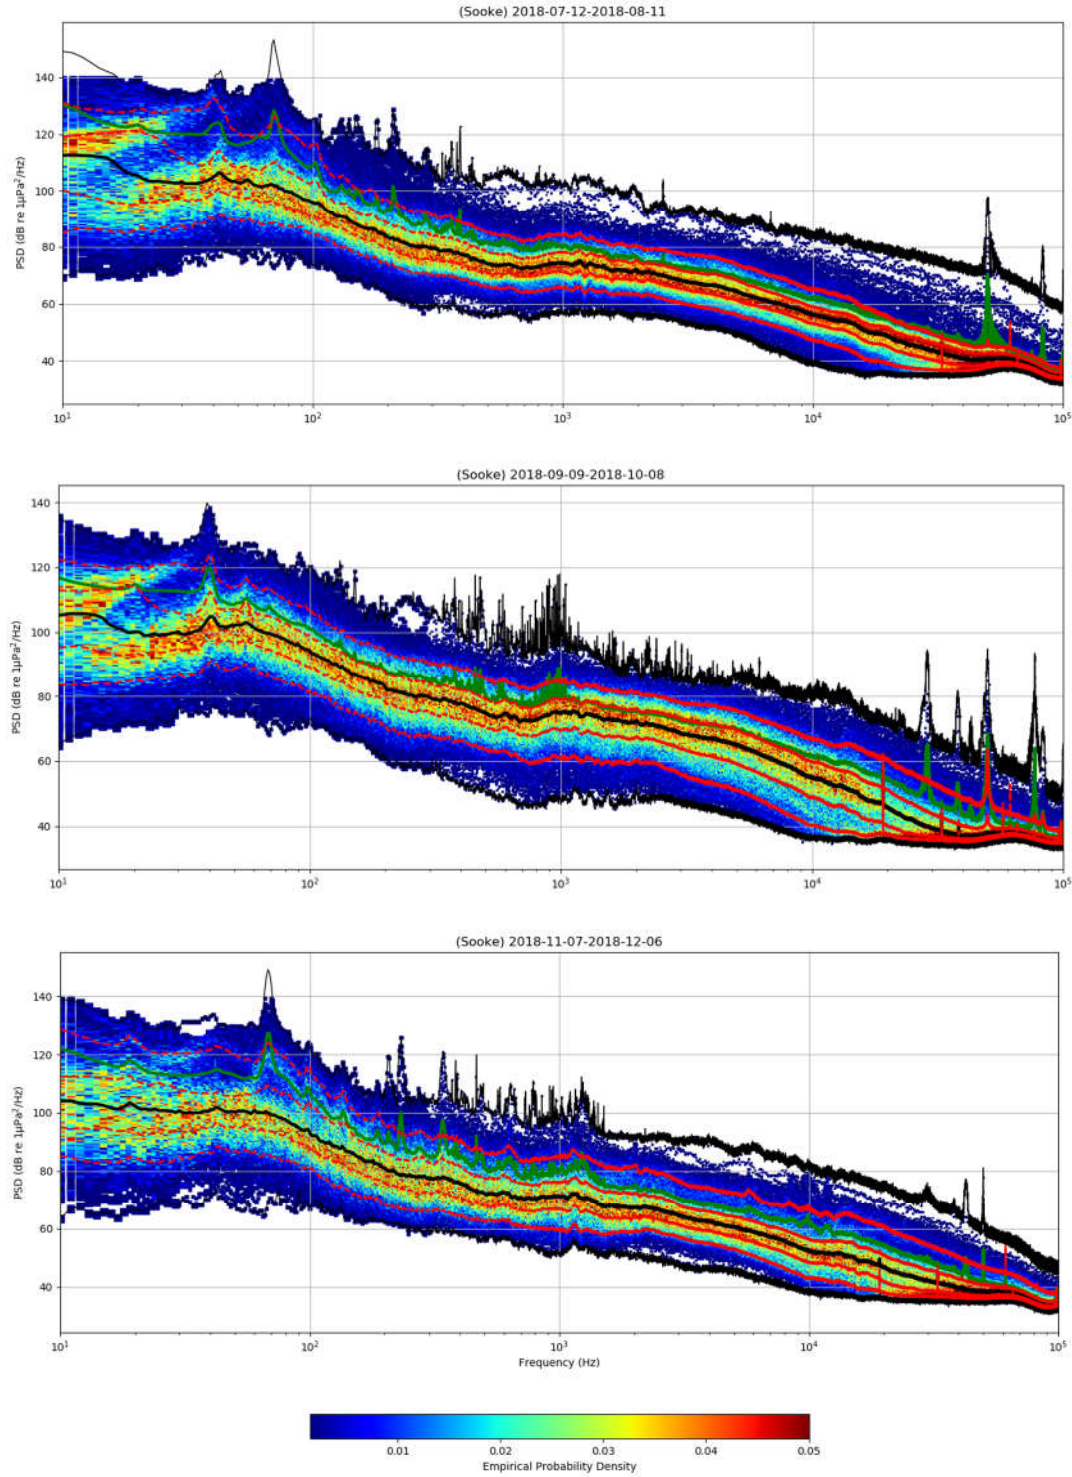 (Sooke) 2018-07-12-2018-08-11
PSD (dB re 1µPa²/Hz)
140
120
100
80
60
40
10¹ 10² 10³ 10⁴ 10⁵
(Sooke) 2018-09-09-2018-10-08
PSD (dB re 1µPa²/Hz)
140
120
100
80
60
40
10¹ 10² 10³ 10⁴ 10⁵
(Sooke) 2018-11-07-2018-12-06
PSD (dB re 1µPa²/Hz)
140
120
100
80
60
40
10¹ 10² 10³ 10⁴ 10⁵
Frequency (Hz)
0.01 0.02 0.03 0.04 0.05
Empirical Probability Density